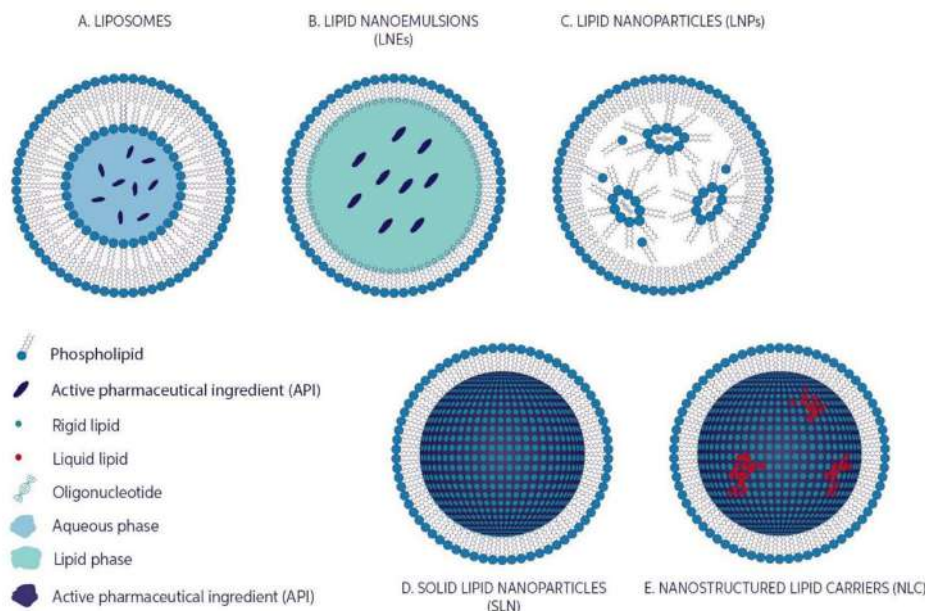 A. LIPOSOMES
B. LIPID NANOEMULSIONS
(LNEs)
C. LIPID NANOPARTICLES (LNPs)
Phospholipid
Active pharmaceutical ingredient (API)
Rigid lipid
Liquid lipid
Oligonucleotide
Aqueous phase
Lipid phase
Active pharmaceutical ingredient (API)
D. SOLID LIPID NANOPARTICLES
(SLN)
E. NANOSTRUCTURED LIPID CARRIERS (NLC)